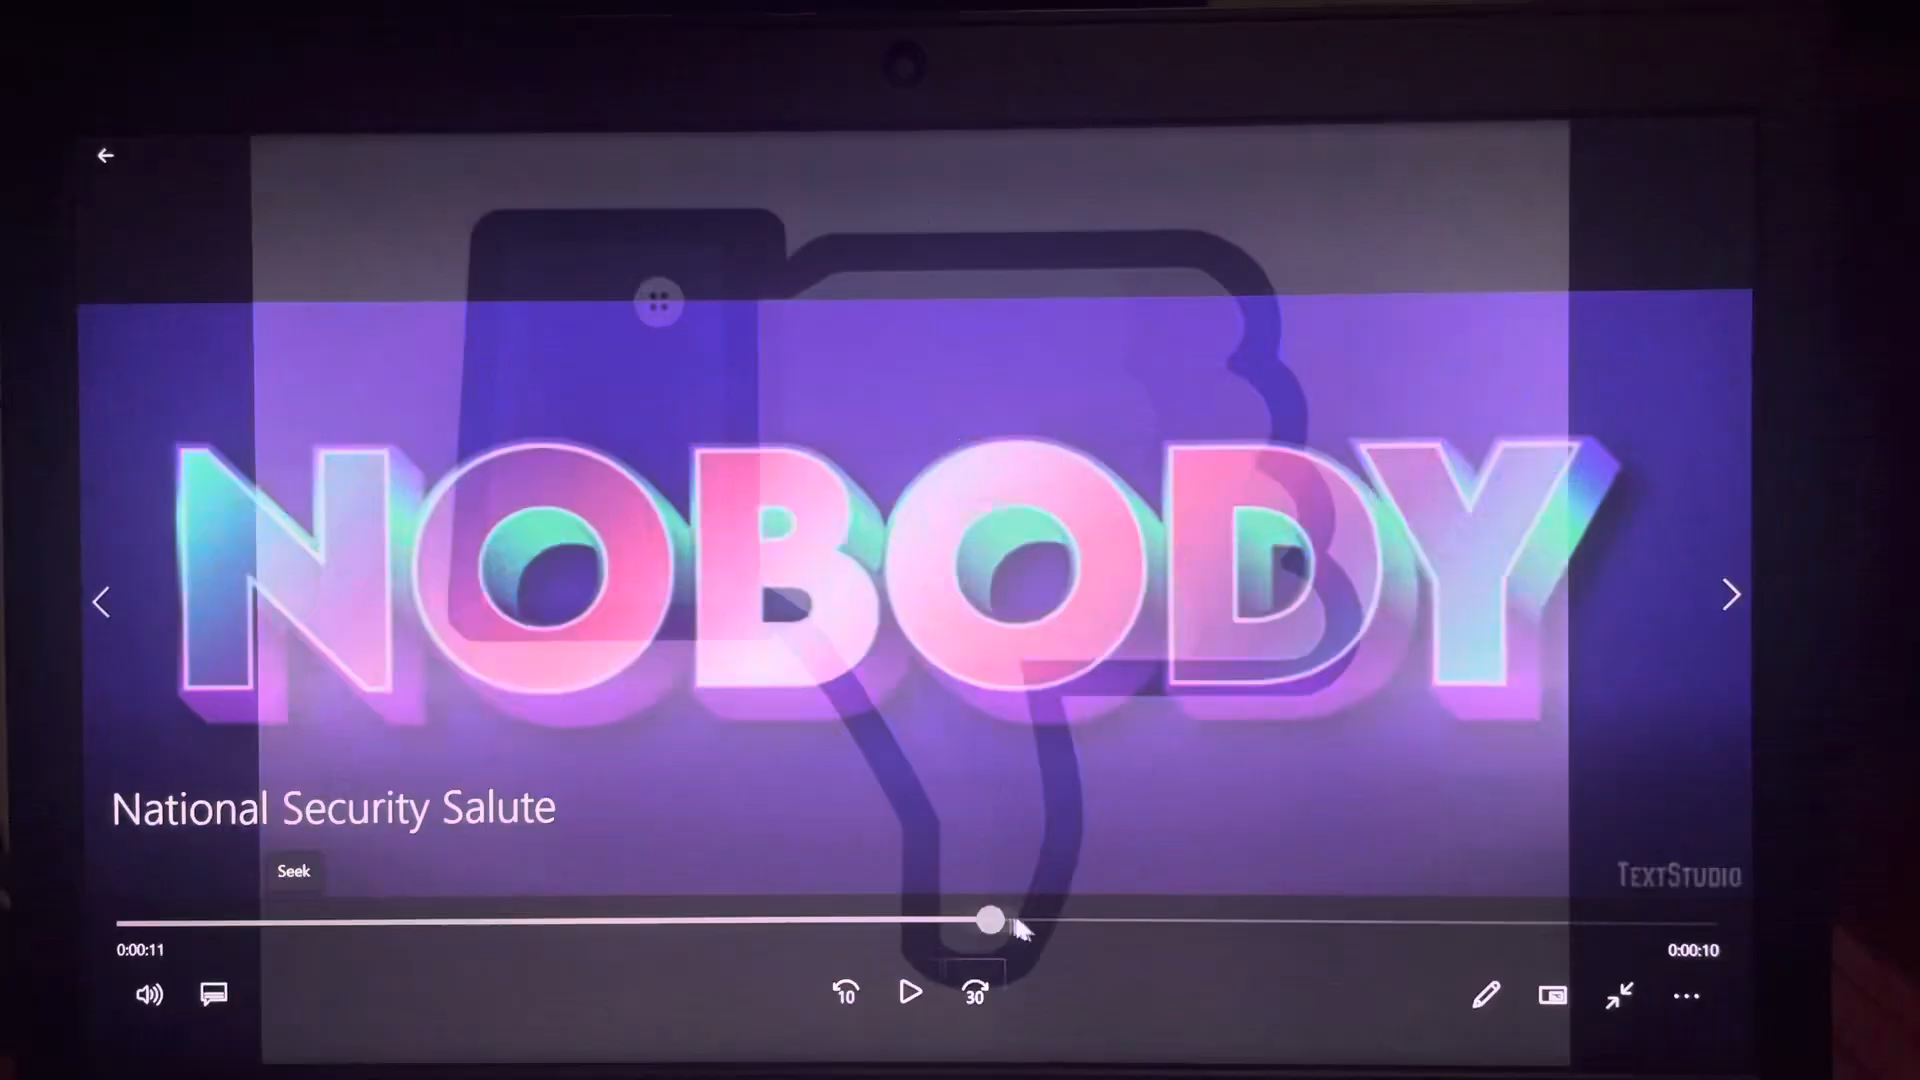 NOBODY
National Security Salute
Seek
TEXTSTUDIO
0:00:11
0:00:10
10
30